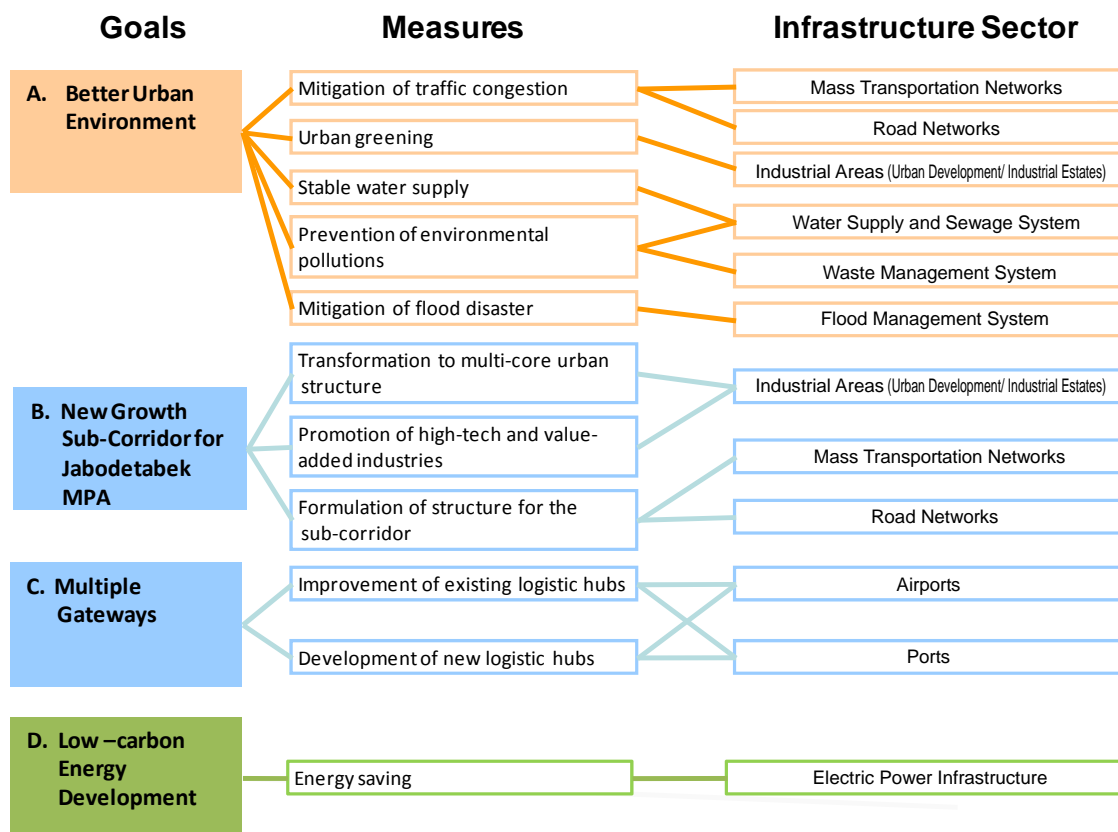 Goals
Measures
Infrastructure Sector
A. Better Urban
Environment
Mitigation of traffic congestion
Urban greening
Stable water supply
Prevention of environmental
pollutions
Mitigation of flood disaster
Mass Transportation Networks
Road Networks
Industrial Areas (Urban Development/ Industrial Estates)
Water Supply and Sewage System
Waste Management System
Flood Management System
B. New Growth
Sub-Corridor for
Jabodetabek
MPA
Transformation to multi-core urban
structure
Promotion of high-tech and value-
added industries
Formulation of structure for the
sub-corridor
Industrial Areas (Urban Development/ Industrial Estates)
Mass Transportation Networks
Road Networks
C. Multiple
Gateways
Improvement of existing logistic hubs
Development of new logistic hubs
Airports
Ports
D. Low –carbon
Energy
Development
Energy saving
Electric Power Infrastructure